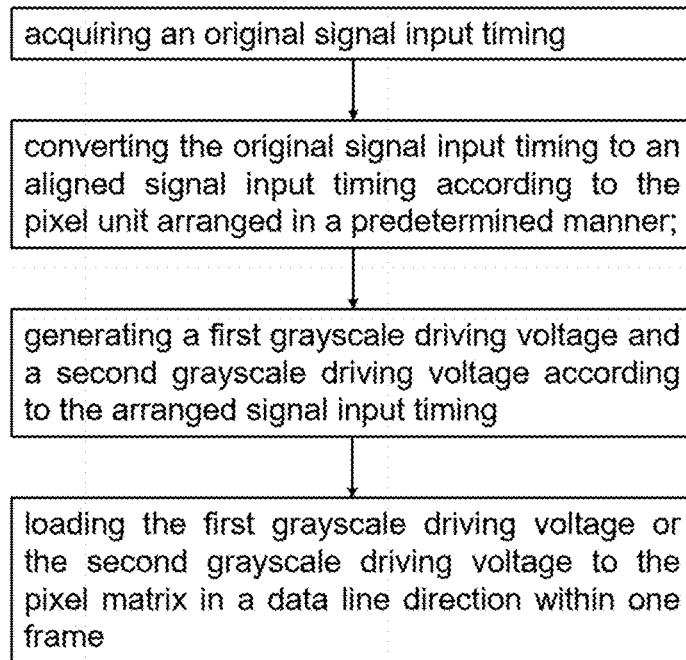 acquiring an original signal input timing
converting the original signal input timing to an
aligned signal input timing according to the
pixel unit arranged in a predetermined manner;
generating a first grayscale driving voltage and
a second grayscale driving voltage according
to the arranged signal input timing
loading the first grayscale driving voltage or
the second grayscale driving voltage to the
pixel matrix in a data line direction within one
frame